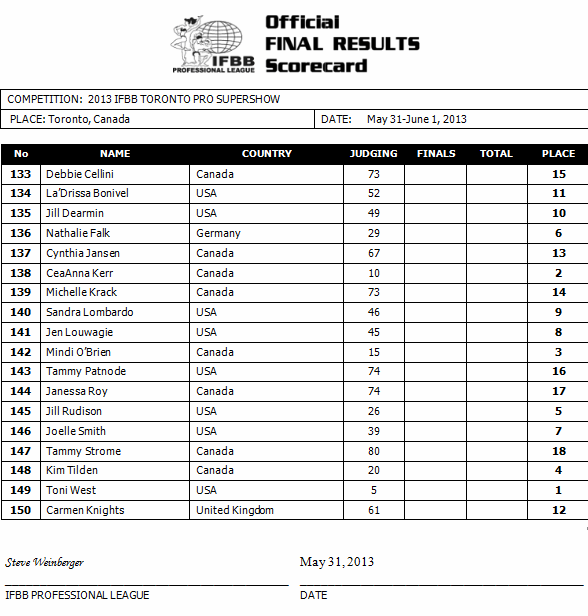 Official
FINAL RESULTS
Scorecard
IFBB
PROFESSIONAL LEAGUE
COMPETITION: 2013 IFBB TORONTO PRO SUPERSHOW
PLACE: Toronto, Canada DATE: May 31-June 1, 2013
No NAME COUNTRY JUDGING FINALS TOTAL PLACE
133 Debbie Cellini Canada 73 15
134 La'Drissa Bonivel USA 52 11
135 Jill Dearmin USA 49 10
136 Nathalie Falk Germany 29 6
137 Cynthia Jansen Canada 67 13
138 CeaAnna Kerr Canada 10 2
139 Michelle Krack Canada 73 14
140 Sandra Lombardo USA 46 9
141 Jen Louwagie USA 45 8
142 Mindi O'Brien Canada 15 3
143 Tammy Patnode USA 74 16
144 Janessa Roy Canada 74 17
145 Jill Rudison USA 26 5
146 Joelle Smith USA 39 7
147 Tammy Strome Canada 80 18
148 Kim Tilden Canada 20 4
149 Toni West USA 5 1
150 Carmen Knights United Kingdom 61 12
Steve Weinberger May 31, 2013
IFBB PROFESSIONAL LEAGUE DATE